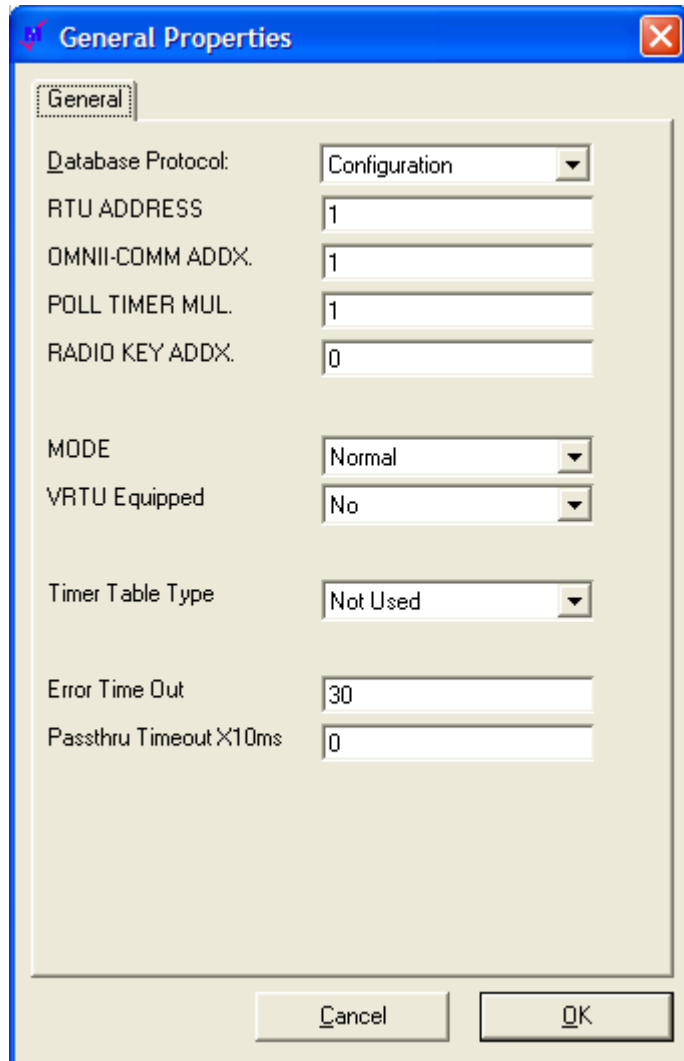 General Properties
General
Database Protocol: Configuration
RTU ADDRESS 1
OMNII-COMM ADDX. 1
POLL TIMER MUL. 1
RADIO KEY ADDX. 0
MODE Normal
VRTU Equipped No
Timer Table Type Not Used
Error Time Out 30
Passthru Timeout X10ms 0
Cancel OK